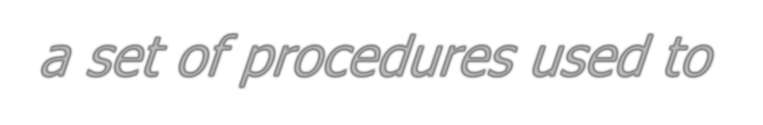 a set of procedures used to